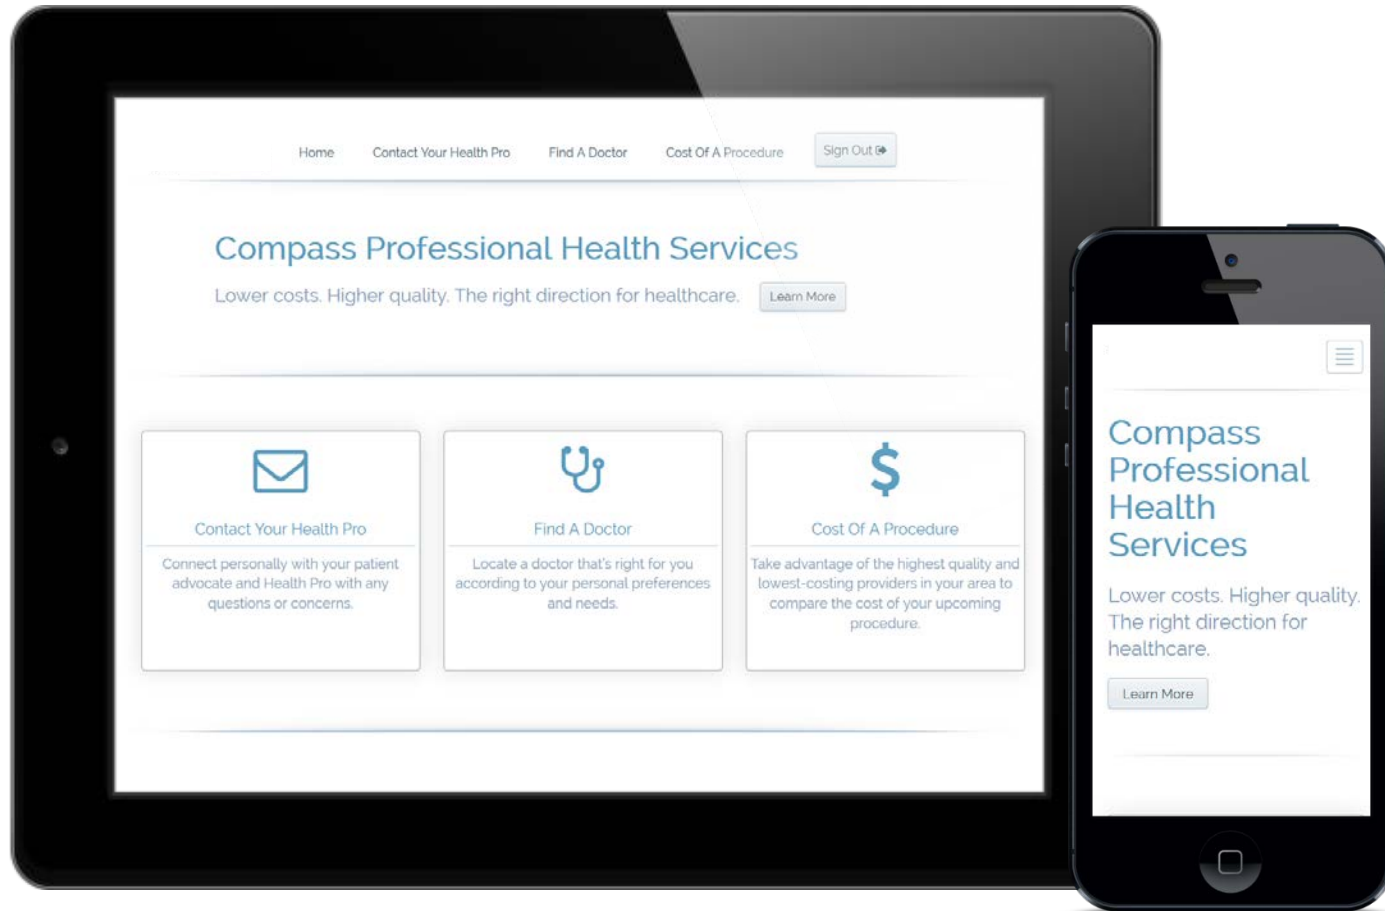 Home Contact Your Health Pro Find A Doctor Cost Of A Procedure Sign Out
Compass Professional Health Services
Lower costs. Higher quality. The right direction for healthcare. Learn More
Contact Your Health Pro
Connect personally with your patient
advocate and Health Pro with any
questions or concerns.
Find A Doctor
Locate a doctor that's right for you
according to your personal preferences
and needs.
Cost Of A Procedure
Take advantage of the highest quality and
lowest-costing providers in your area to
compare the cost of your upcoming
procedure.
Compass
Professional
Health
Services
Lower costs. Higher quality.
The right direction for
healthcare.
Learn More